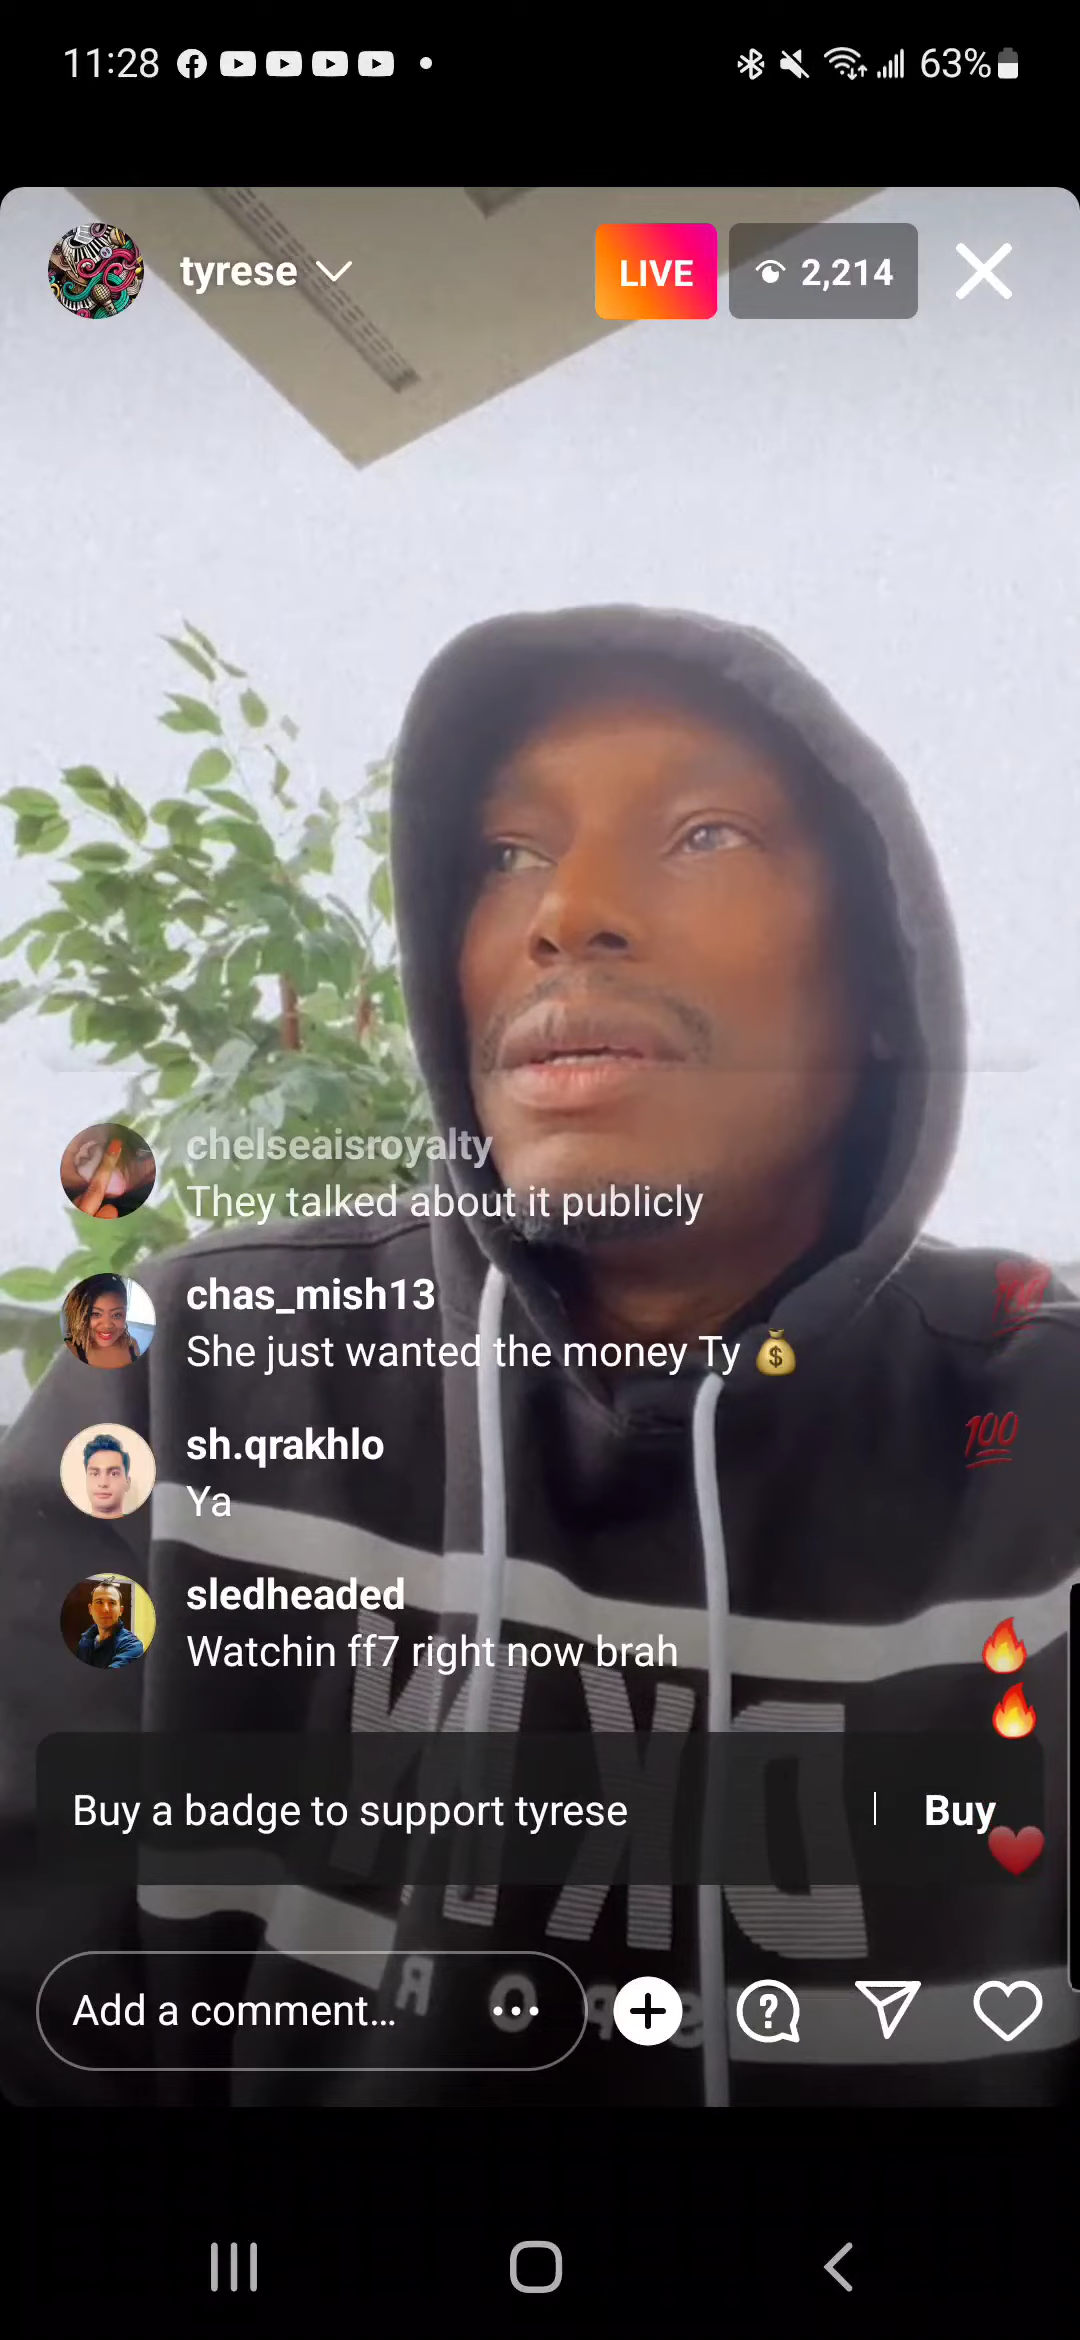 11:28
63%
tyrese
LIVE
2,214
chelseaisroyalty
They talked about it publicly
chas_mish13
She just wanted the money Ty 💰
sh.qrakhlo
Ya
sledheaded
Watchin ff7 right now brah
DKN
Buy a badge to support tyrese
Buy
Add a comment...